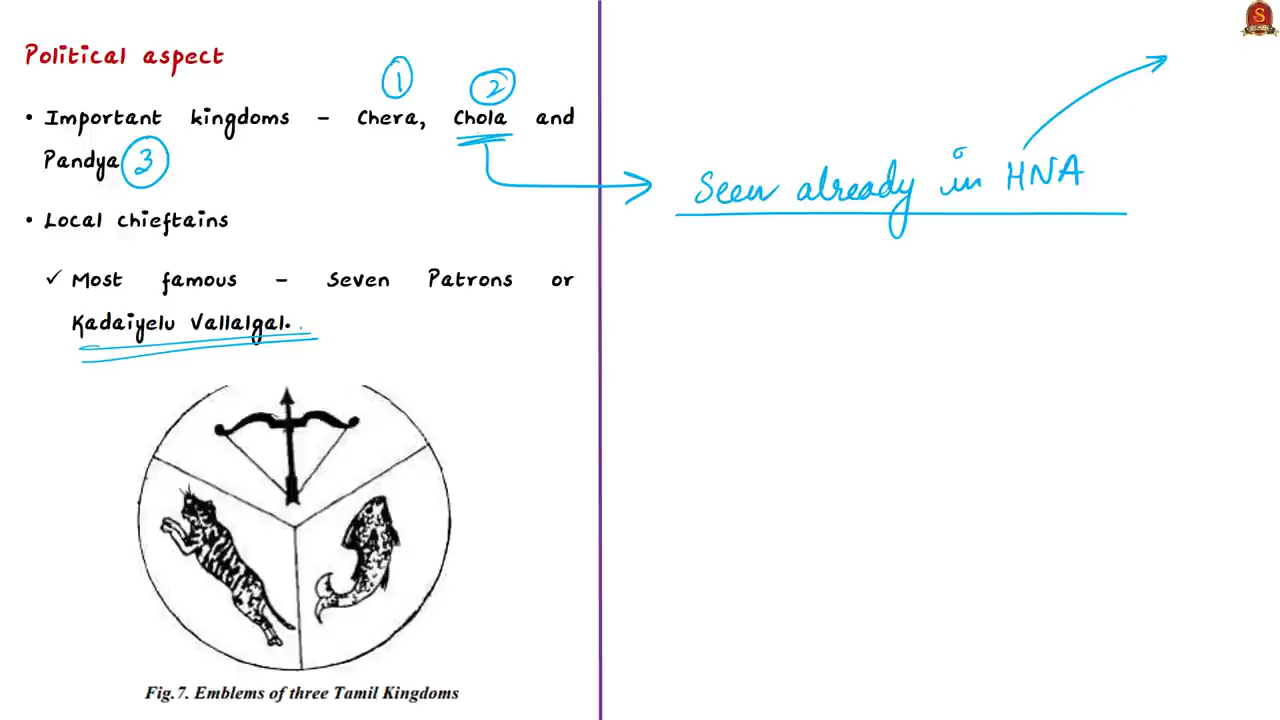 Political aspect
① ②
• Important kingdoms – Chera, Chola and
Pandya ③
• Local chieftains
✓ Most famous – Seven Patrons or
Kadaiyelu Vallalgal.
Fig.7. Emblems of three Tamil Kingdoms
Seen already in HNA
S